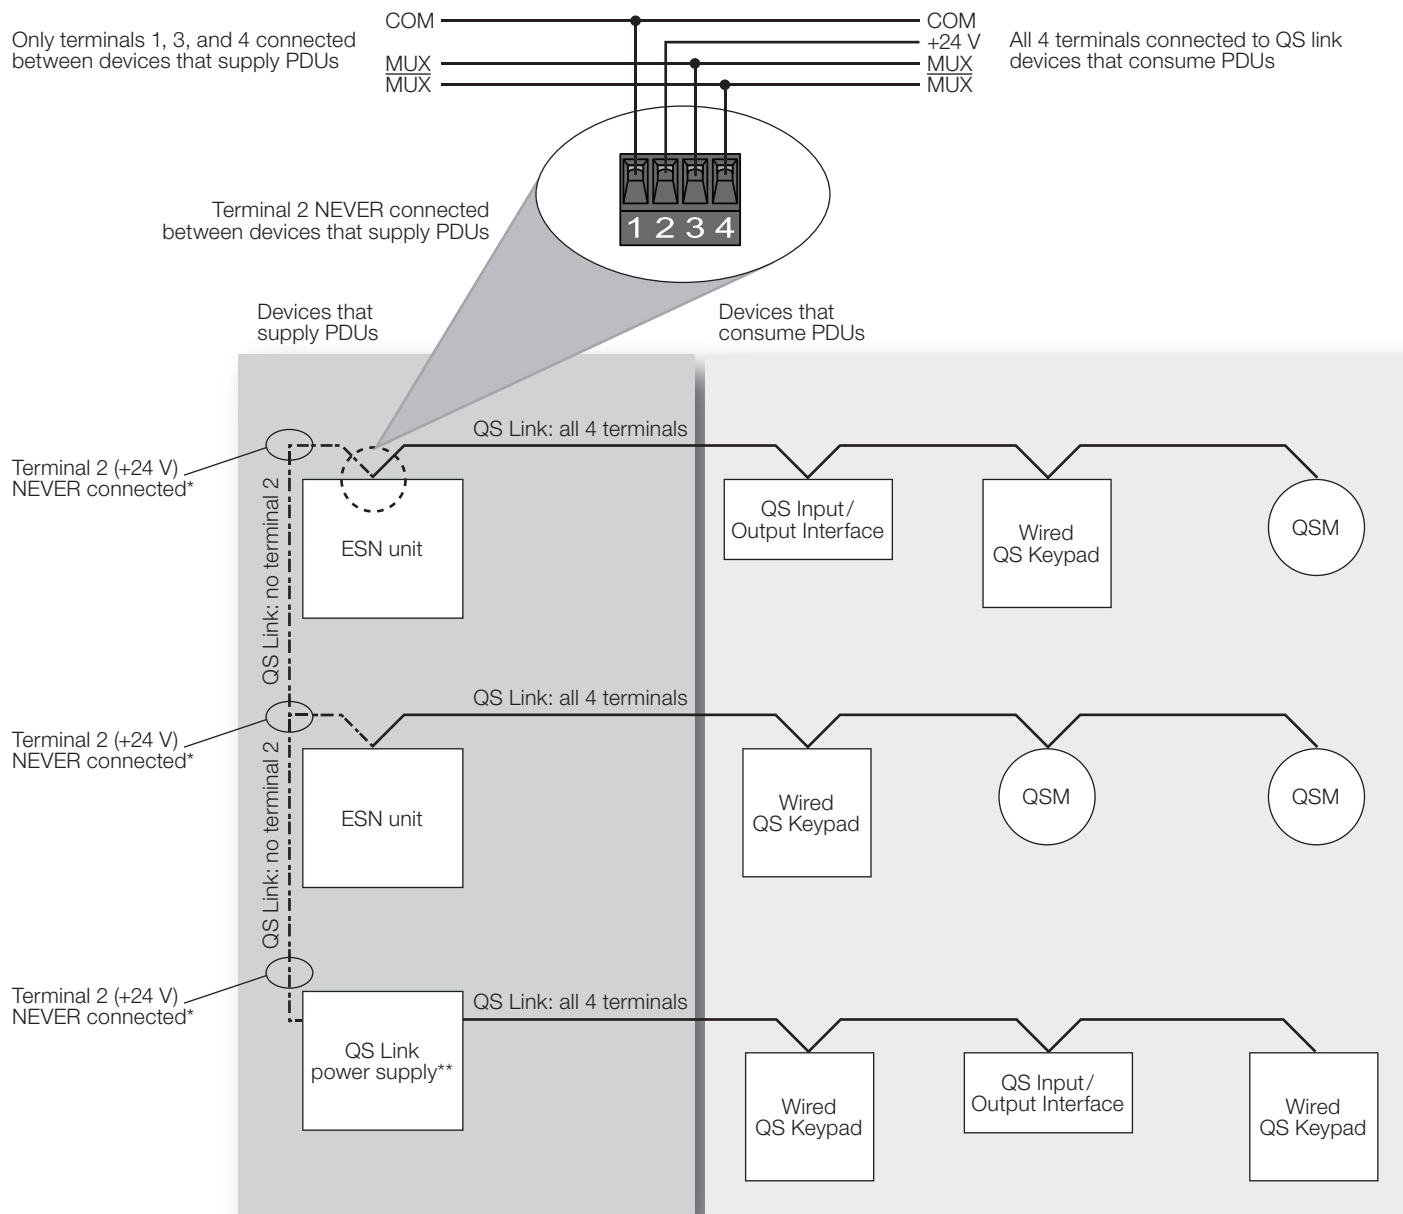 COM
COM
Only terminals 1, 3, and 4 connected
between devices that supply PDUs
+24 V
All 4 terminals connected to QS link
devices that consume PDUs
MUX
MUX
MUX
MUX
Terminal 2 NEVER connected
between devices that supply PDUs
1 2 3 4
Devices that
supply PDUs
Devices that
consume PDUs
QS Link: all 4 terminals
Terminal 2 (+24 V)
NEVER connected*
QS Link: no terminal 2
ESN unit
QS Input/
Output Interface
Wired
QS Keypad
QSM
QS Link: all 4 terminals
Terminal 2 (+24 V)
NEVER connected*
QS Link: no terminal 2
ESN unit
Wired
QS Keypad
QSM
QSM
Terminal 2 (+24 V)
NEVER connected*
QS Link: all 4 terminals
QS Link
power supply**
Wired
QS Keypad
QS Input/
Output Interface
Wired
QS Keypad